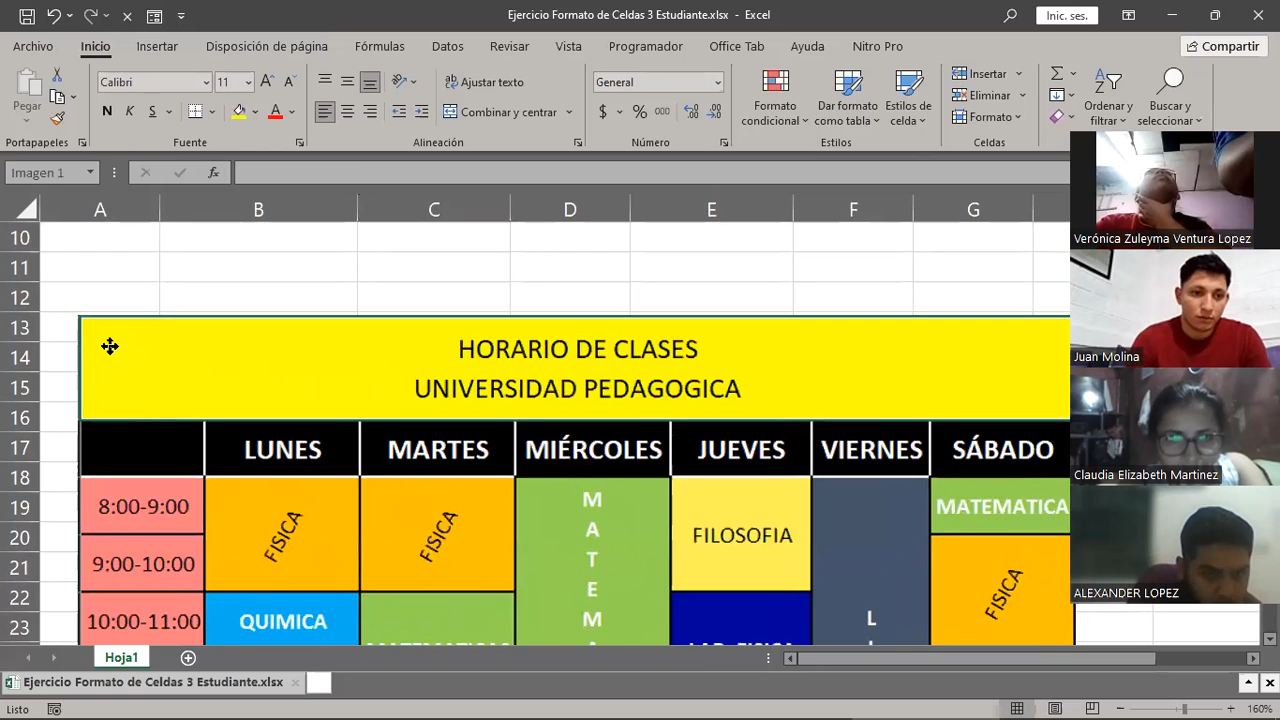 Ejercicio Formato de Celdas 3 Estudiante.xlsx - Excel
Inic. ses.
Archivo Inicio Insertar Disposición de página Fórmulas Datos Revisar Vista Programador Office Tab Ayuda Nitro Pro
Compartir
Pegar
Calibri 11
N K S
Ajustar texto
Combinar y centrar
General
$ % 000
Formato condicional
Dar formato como tabla
Estilos de celda
Insertar
Eliminar
Formato
Ordenar y filtrar
Buscar y seleccionar
Portapapeles Fuente Alineación Número Estilos Celdas
Imagen 1
fx
A B C D E F G
10
11
12
13
14
15
16
17
18
19
20
21
22
23
HORARIO DE CLASES
UNIVERSIDAD PEDAGOGICA
LUNES MARTES MIÉRCOLES JUEVES VIERNES SÁBADO
8:00-9:00 FISICA FISICA M A T E M FILOSOFIA MATEMATICA
9:00-10:00 FISICA
10:00-11:00 QUIMICA L
Verónica Zuleyma Ventura Lopez
Juan Molina
Claudia Elizabeth Martinez
ALEXANDER LOPEZ
Hoja1
Ejercicio Formato de Celdas 3 Estudiante.xlsx
Listo
160%